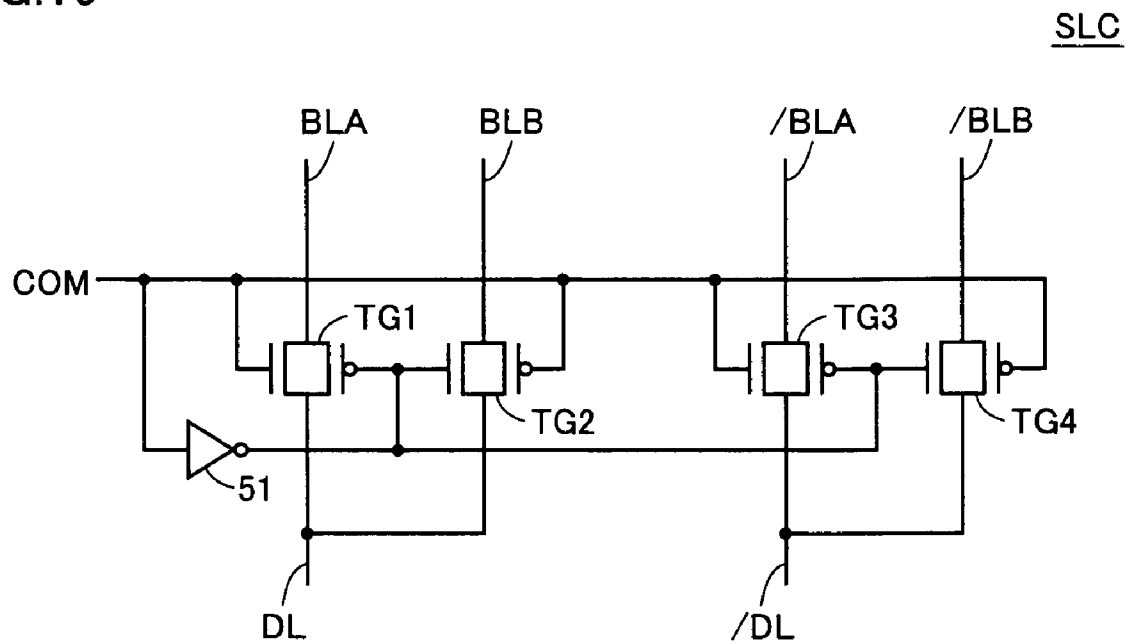 SLC
BLA
BLB
/BLA
/BLB
COM
TG1
TG3
TG2
TG4
51
DL
/DL